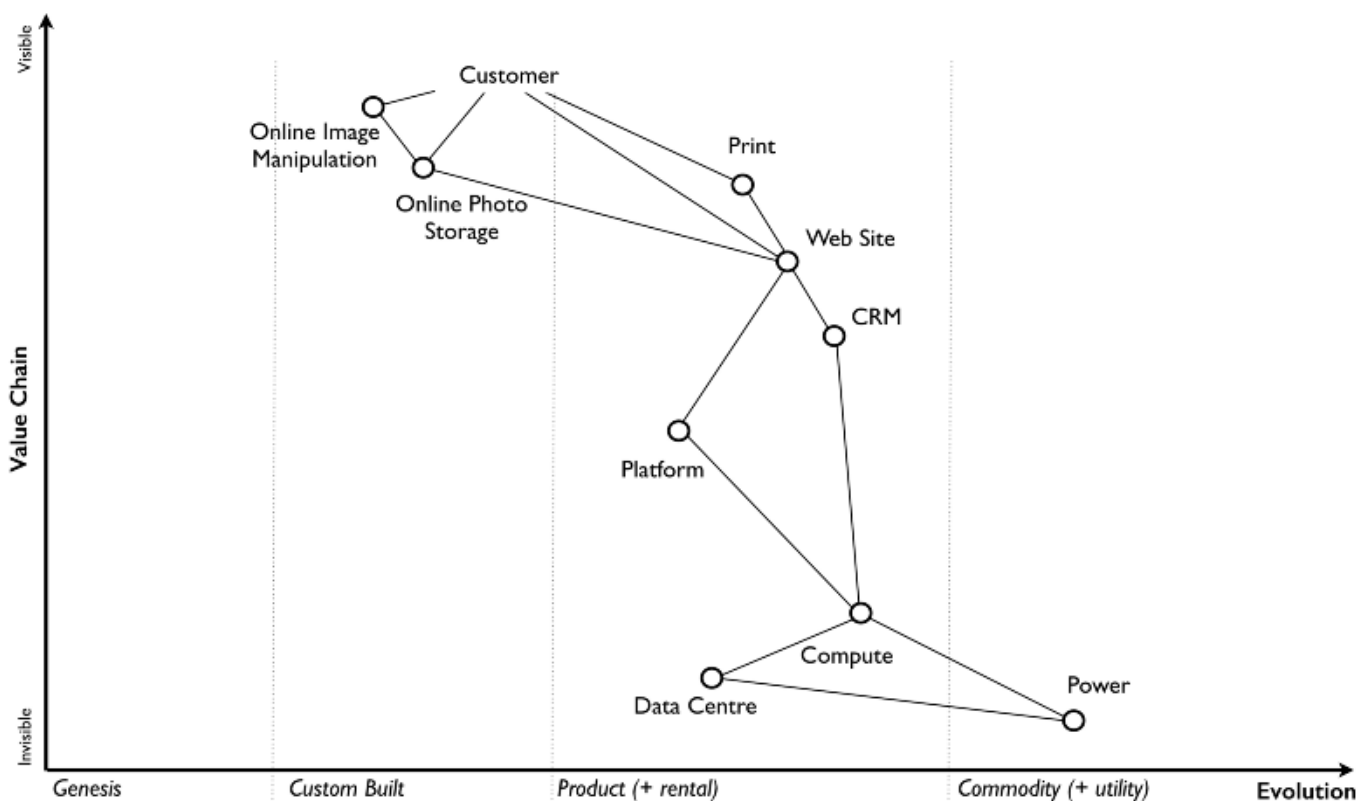 Visible
Customer
Online Image
Manipulation
Print
Online Photo
Storage
Web Site
CRM
Value Chain
Platform
Compute
Power
Data Centre
Invisible
Genesis
Custom Built
Product (+ rental)
Commodity (+ utility)
Evolution